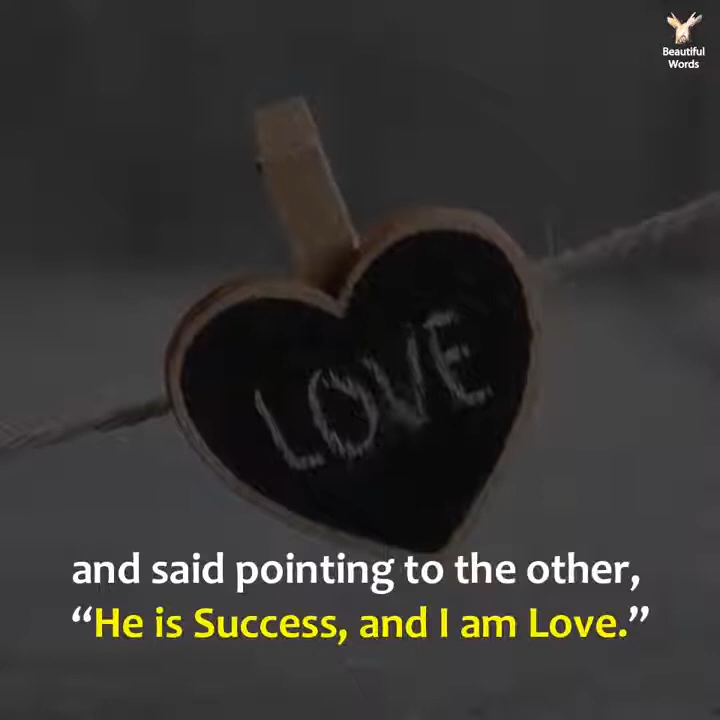 Beautiful
Words
LOVE
and said pointing to the other,
“He is Success, and I am Love.”